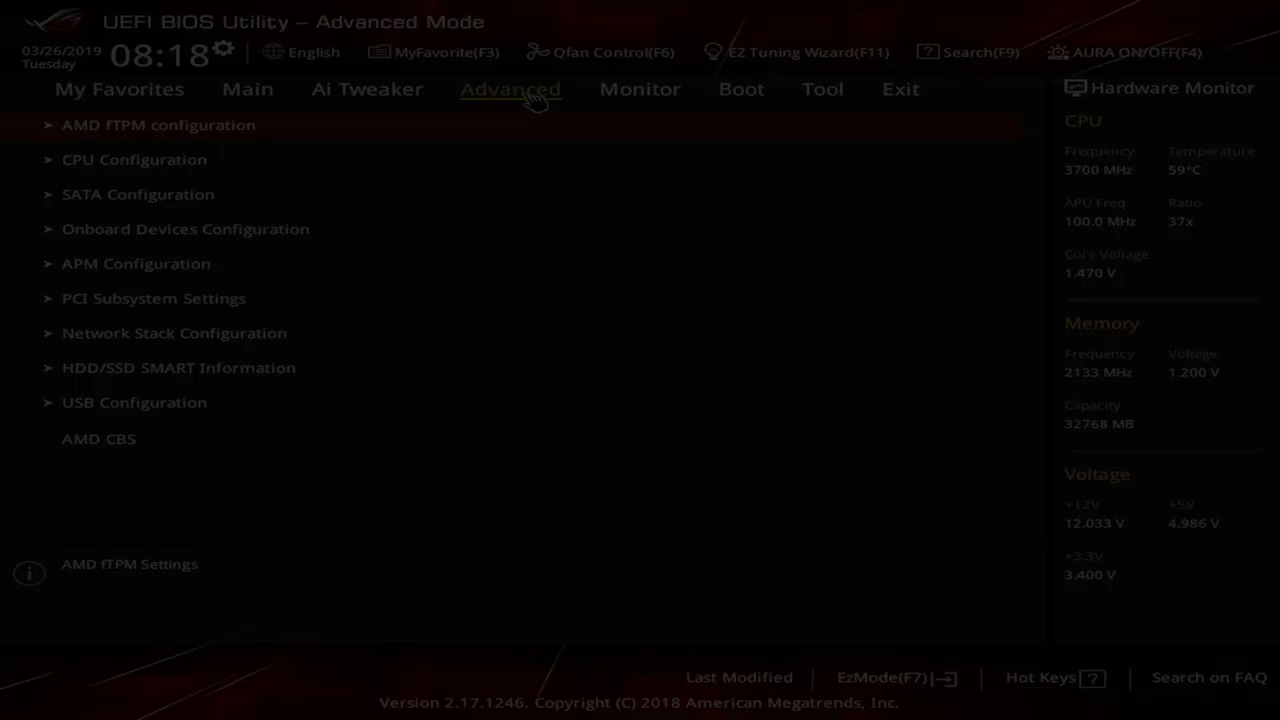 UEFI BIOS Utility – Advanced Mode
03/26/2019
Tuesday
08:18
English
MyFavorite(F3)
Qfan Control(F6)
EZ Tuning Wizard(F11)
? Search(F9)
AURA ON/OFF(F4)
My Favorites Main Ai Tweaker Advanced Monitor Boot Tool Exit
AMD fTPM configuration
CPU Configuration
SATA Configuration
Onboard Devices Configuration
APM Configuration
PCI Subsystem Settings
Network Stack Configuration
HDD/SSD SMART Information
USB Configuration
AMD CBS
i AMD fTPM Settings
Hardware Monitor
CPU
Frequency Temperature
3700 MHz 59°C
APU Freq Ratio
100.0 MHz 37x
Core Voltage
1.470 V
Memory
Frequency Voltage
2133 MHz 1.200 V
Capacity
32768 MB
Voltage
+12V +5V
12.033 V 4.986 V
+3.3V
3.400 V
Last Modified EzMode(F7) Hot Keys ? Search on FAQ
Version 2.17.1246. Copyright (C) 2018 American Megatrends, Inc.